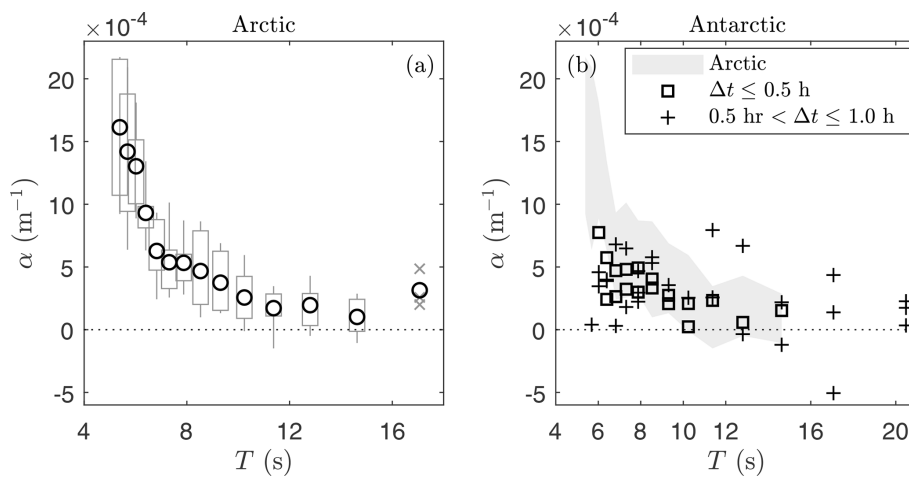 × 10⁻⁴ Arctic
(a)
20
15
10
5
0
-5
α (m⁻¹)
4 8 12 16
T (s)
× 10⁻⁴ Antarctic
(b)
Arctic
Δt ≤ 0.5 h
0.5 hr < Δt ≤ 1.0 h
20
15
10
5
0
-5
α (m⁻¹)
4 6 8 10 12 14 16 18 20
T (s)